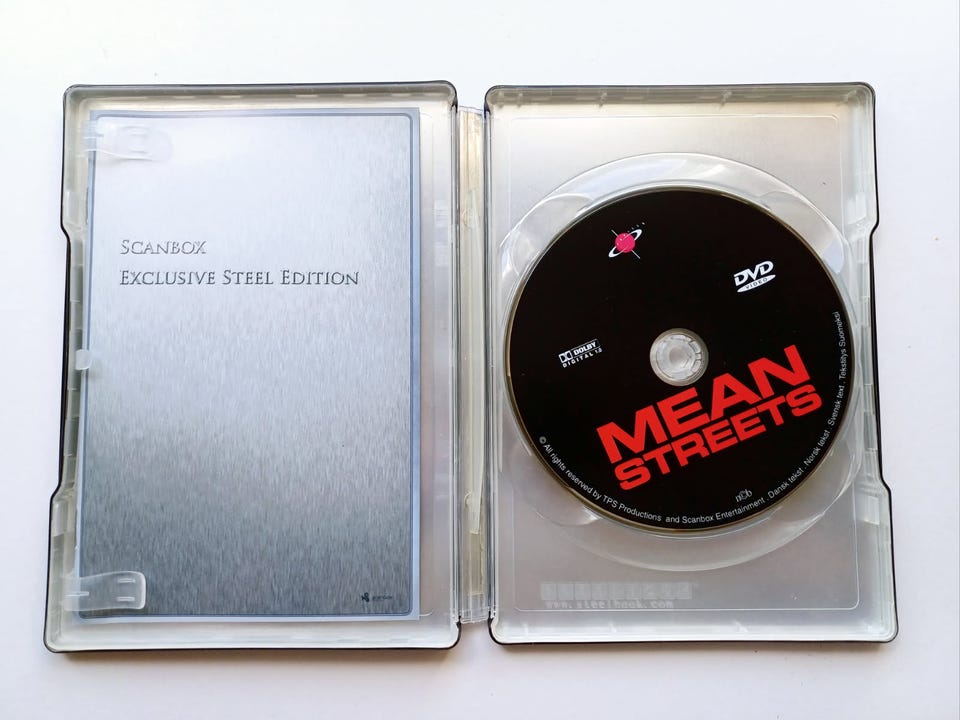 SCANBOX
EXCLUSIVE STEEL EDITION
DVD
VIDEO
DOLBY
DIGITAL
MEAN
STREETS
© All rights reserved by TPS Productions and Scanbox Entertainment . Dansk tekst . Norsk tekst . Svensk text . Tekstitys Suomeksi
n©b
www.steelbook.com